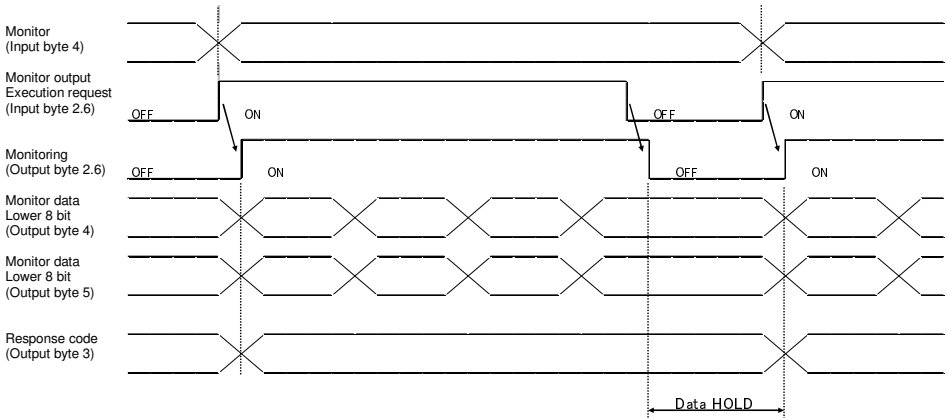 Monitor
(Input byte 4)
Monitor output
Execution request
(Input byte 2.6)
OFF
ON
OFF
ON
Monitoring
(Output byte 2.6)
OFF
ON
OFF
ON
Monitor data
Lower 8 bit
(Output byte 4)
Monitor data
Lower 8 bit
(Output byte 5)
Response code
(Output byte 3)
Data HOLD